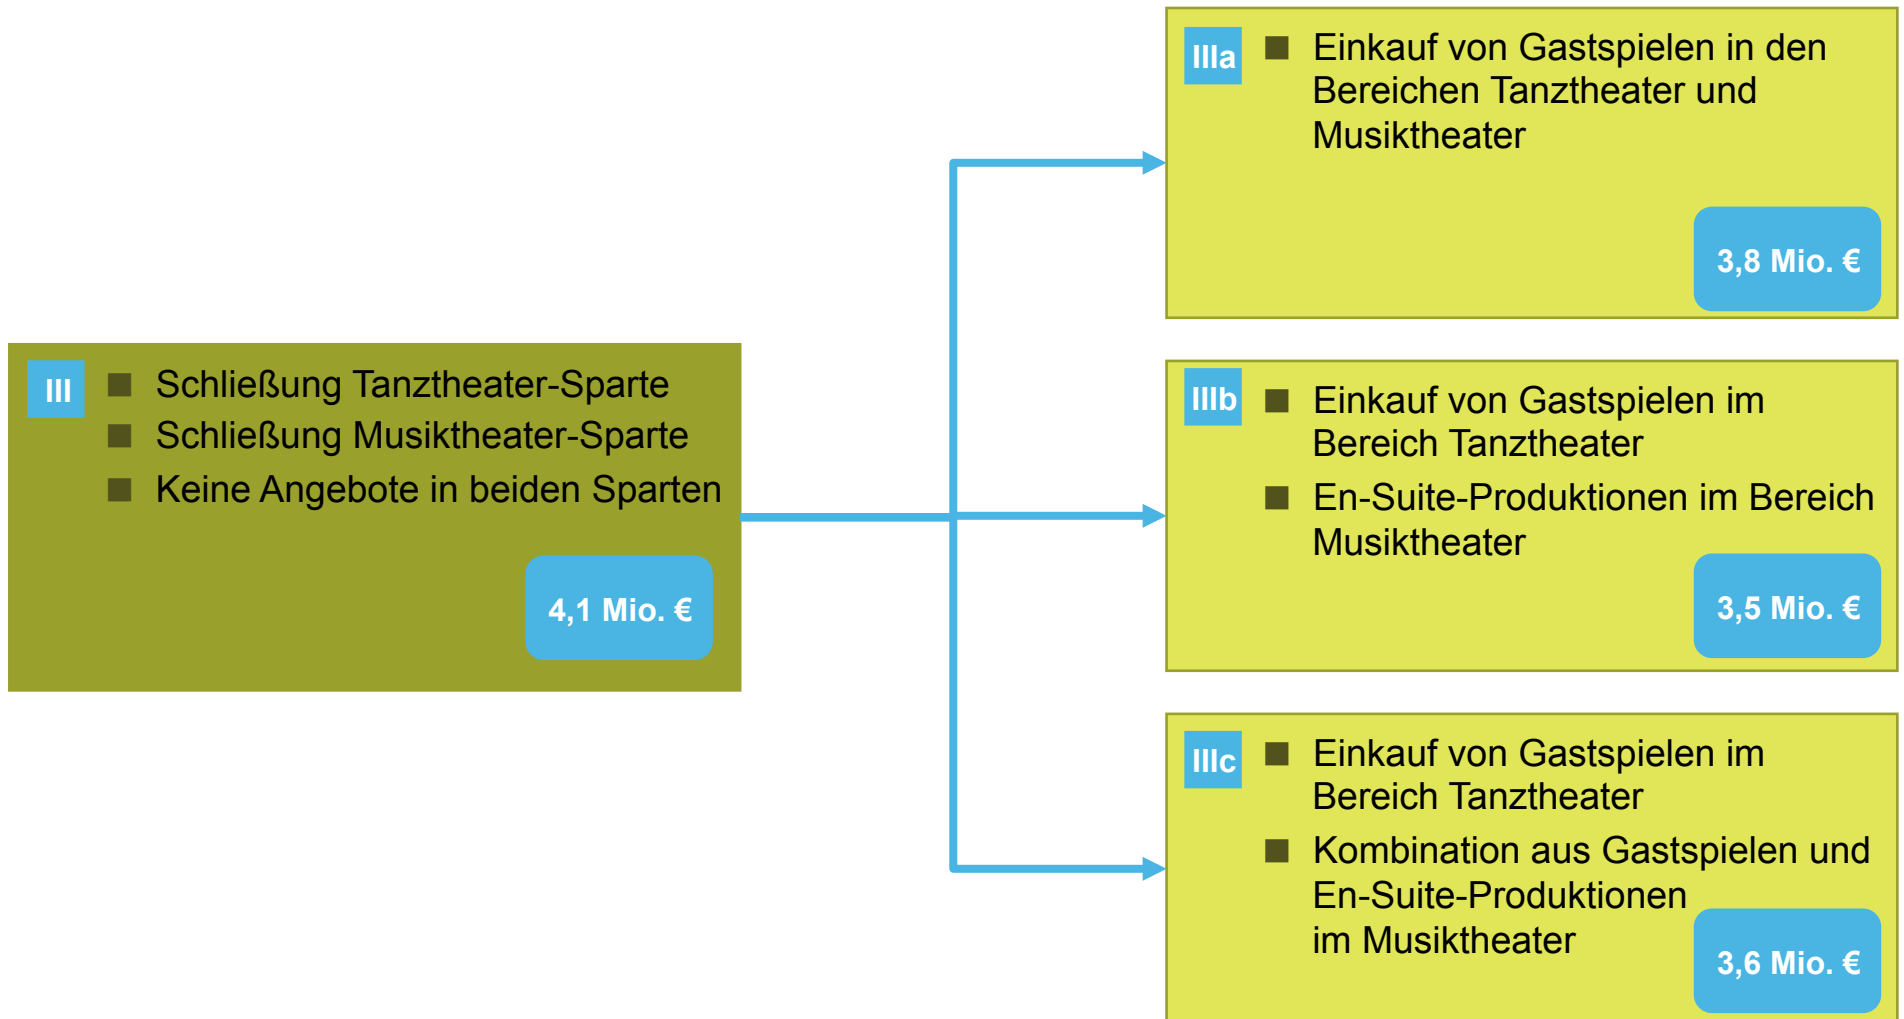 III
■ Schließung Tanztheater-Sparte
■ Schließung Musiktheater-Sparte
■ Keine Angebote in beiden Sparten
4,1 Mio. €
IIIa
■ Einkauf von Gastspielen in den
Bereichen Tanztheater und
Musiktheater
3,8 Mio. €
IIIb
■ Einkauf von Gastspielen im
Bereich Tanztheater
■ En-Suite-Produktionen im Bereich
Musiktheater
3,5 Mio. €
IIIc
■ Einkauf von Gastspielen im
Bereich Tanztheater
■ Kombination aus Gastspielen und
En-Suite-Produktionen
im Musiktheater
3,6 Mio. €